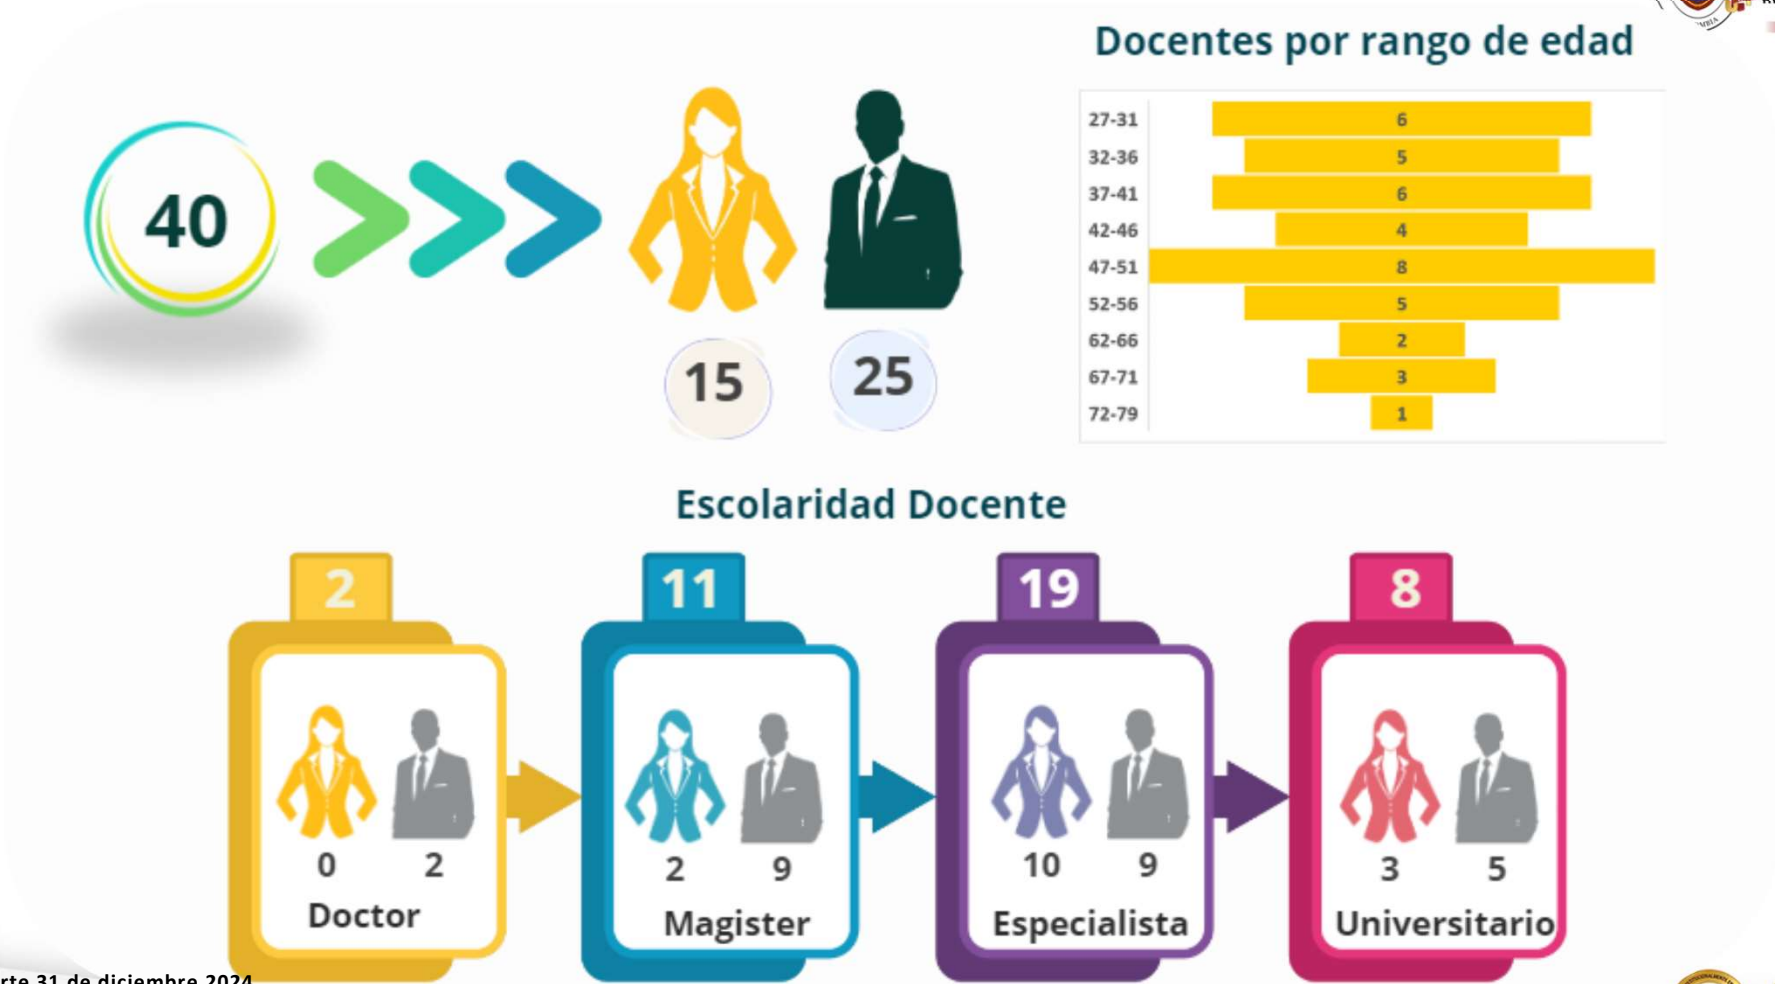 Docentes por rango de edad
40
15
25
27-31 6
32-36 5
37-41 6
42-46 4
47-51 8
52-56 5
62-66 2
67-71 3
72-79 1
Escolaridad Docente
2
11
19
8
0 2
2 9
10 9
3 5
Doctor
Magister
Especialista
Universitario
31 de diciembre 2024